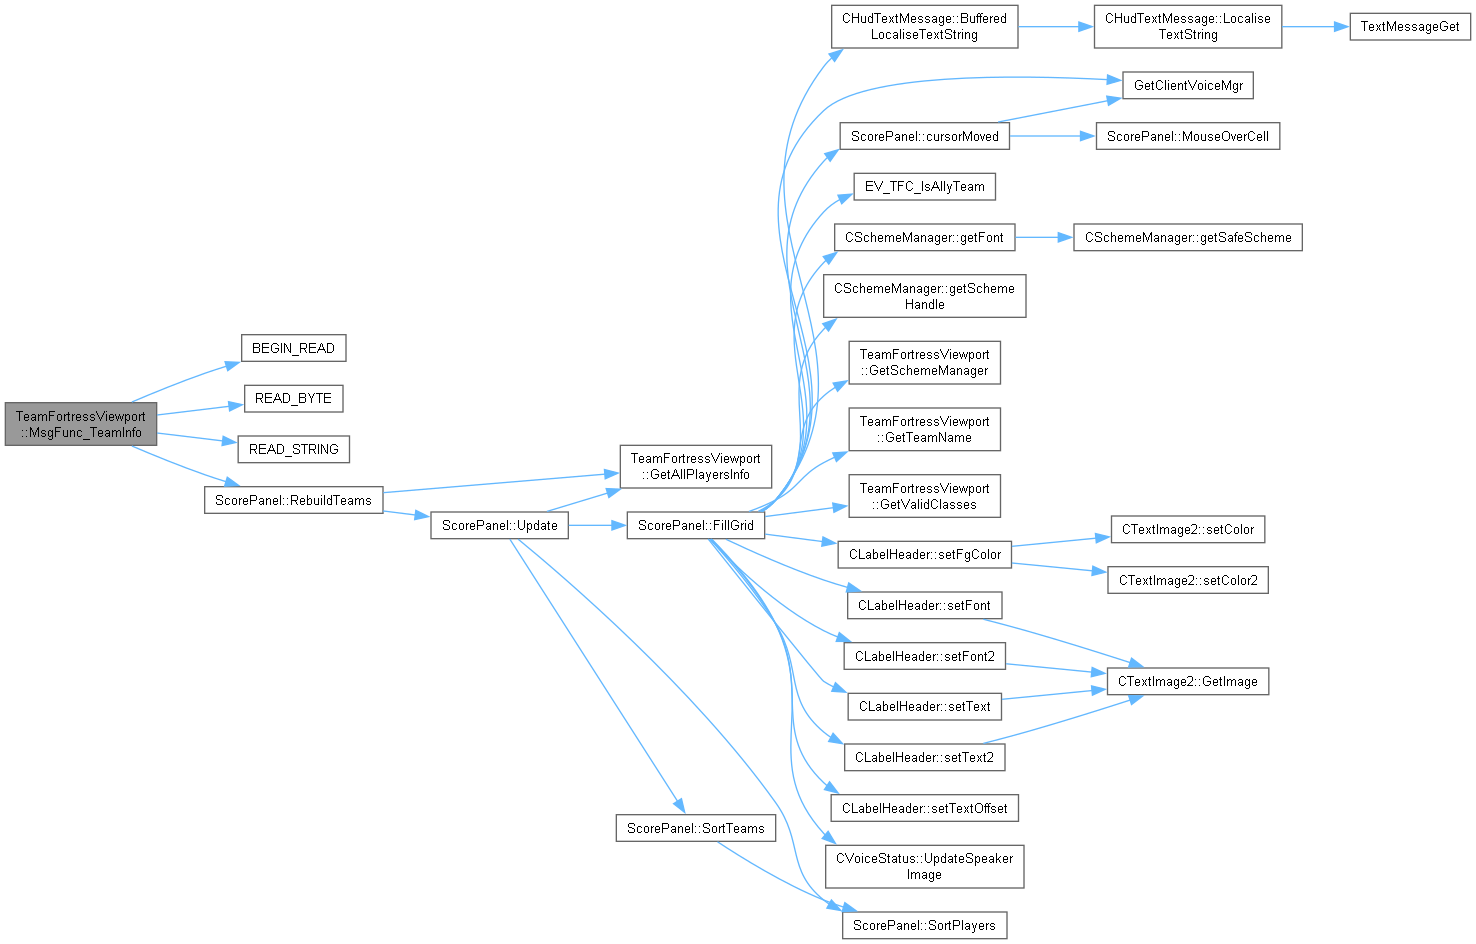 TeamFortressViewport
::MsgFunc_TeamInfo
BEGIN_READ
READ_BYTE
READ_STRING
ScorePanel::RebuildTeams
TeamFortressViewport
::GetAllPlayersInfo
ScorePanel::Update
ScorePanel::FillGrid
ScorePanel::SortTeams
CHudTextMessage::Buffered
LocaliseTextString
CHudTextMessage::Localise
TextString
TextMessageGet
GetClientVoiceMgr
ScorePanel::cursorMoved
ScorePanel::MouseOverCell
EV_TFC_IsAllyTeam
CSchemeManager::getFont
CSchemeManager::getSafeScheme
CSchemeManager::getScheme
Handle
TeamFortressViewport
::GetSchemeManager
TeamFortressViewport
::GetTeamName
TeamFortressViewport
::GetValidClasses
CLabelHeader::setFgColor
CTextImage2::setColor
CTextImage2::setColor2
CLabelHeader::setFont
CLabelHeader::setFont2
CTextImage2::GetImage
CLabelHeader::setText
CLabelHeader::setText2
CLabelHeader::setTextOffset
CVoiceStatus::UpdateSpeaker
Image
ScorePanel::SortPlayers